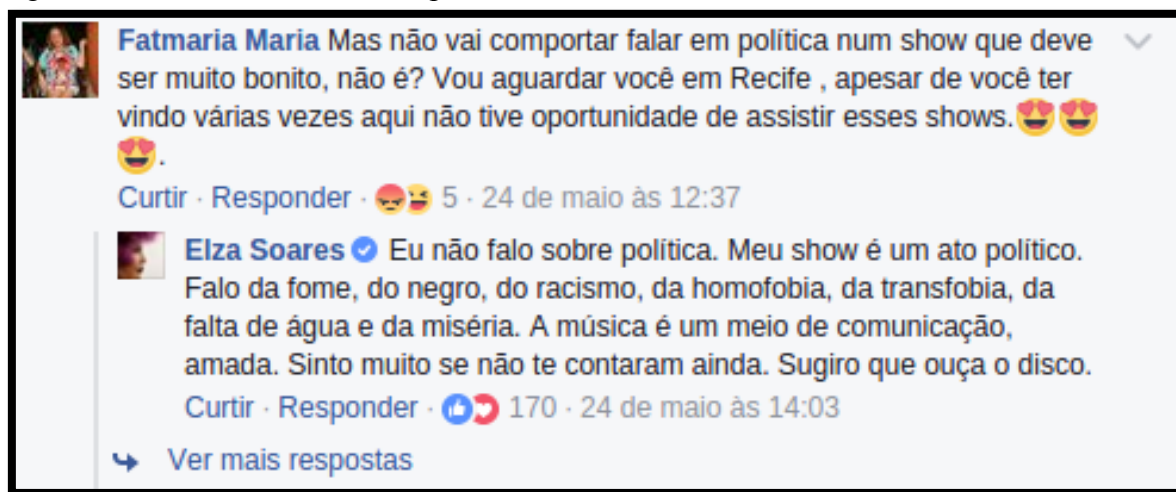 Fatmaria Maria Mas não vai comportar falar em política num show que deve
ser muito bonito, não é? Vou aguardar você em Recife , apesar de você ter
vindo várias vezes aqui não tive oportunidade de assistir esses shows.😍😍
😍.
Curtir · Responder · 5 · 24 de maio às 12:37
Elza Soares Eu não falo sobre política. Meu show é um ato político.
Falo da fome, do negro, do racismo, da homofobia, da transfobia, da
falta de água e da miséria. A música é um meio de comunicação,
amada. Sinto muito se não te contaram ainda. Sugiro que ouça o disco.
Curtir · Responder · 170 · 24 de maio às 14:03
Ver mais respostas